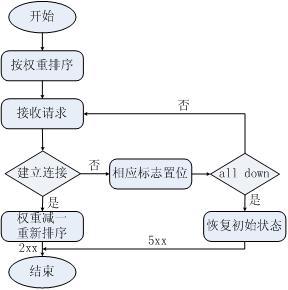 开始
按权重排序
接收请求
否
建立连接
否
相应标志置位
all down
是
是
权重减一
重新排序
恢复初始状态
2xx
5xx
结束